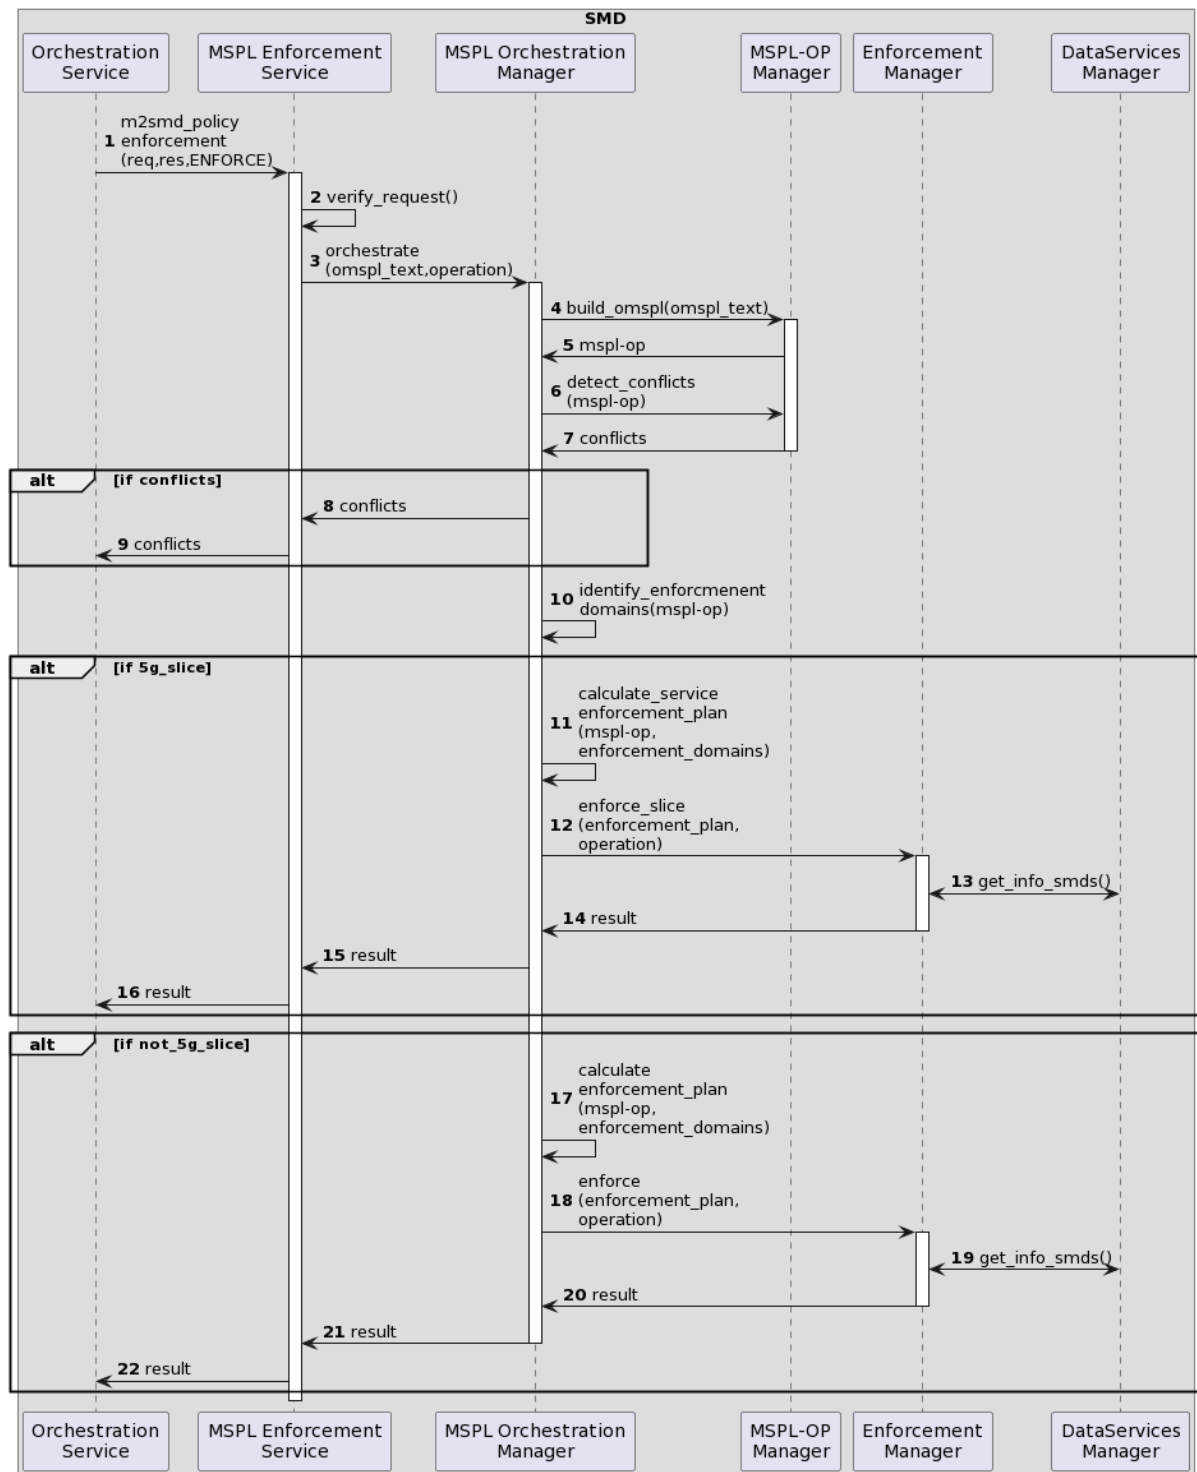 SMD
Orchestration
Service
MSPL Enforcement
Service
MSPL Orchestration
Manager
MSPL-OP
Manager
Enforcement
Manager
DataServices
Manager
m2smd_policy
1 enforcement
(req,res,ENFORCE)
2 verify_request()
orchestrate
3 (omspl_text,operation)
4 build_omspl(omspl_text)
5 mspl-op
detect_conflicts
6 (mspl-op)
7 conflicts
alt [if conflicts]
8 conflicts
9 conflicts
identify_enforcmenent
10 domains(mspl-op)
alt [if 5g_slice]
calculate_service
enforcement_plan
11 (mspl-op,
enforcement_domains)
enforce_slice
12 (enforcement_plan,
operation)
13 get_info_smds()
14 result
15 result
16 result
alt [if not_5g_slice]
calculate
enforcement_plan
17 (mspl-op,
enforcement_domains)
enforce
18 (enforcement_plan,
operation)
19 get_info_smds()
20 result
21 result
22 result
Orchestration
Service
MSPL Enforcement
Service
MSPL Orchestration
Manager
MSPL-OP
Manager
Enforcement
Manager
DataServices
Manager